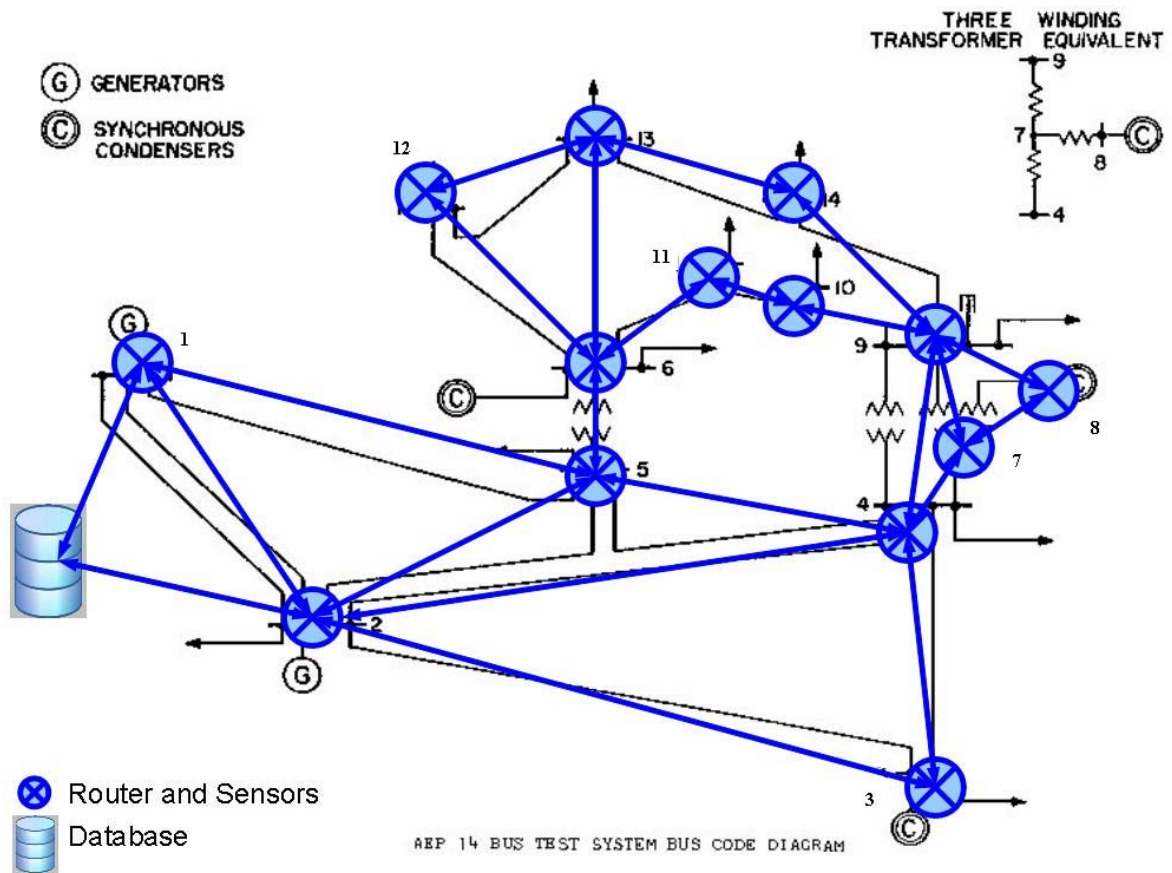 THREE WINDING
TRANSFORMER EQUIVALENT
9
7
C
8
4
G GENERATORS
C SYNCHRONOUS
CONDENSERS
12
13
14
11
10
G
1
9
6
C
C
8
7
5
4
2
G
3
C
Router and Sensors
Database
AEP 14 BUS TEST SYSTEM BUS CODE DIAGRAM